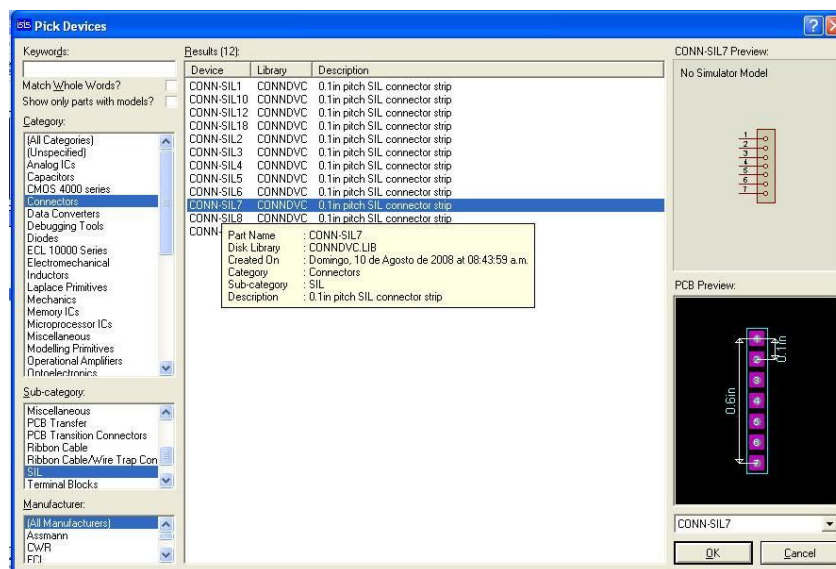 ISIS Pick Devices
Keywords:
Match Whole Words?
Show only parts with models?
Category:
(All Categories)
(Unspecified)
Analog ICs
Capacitors
CMOS 4000 series
Connectors
Data Converters
Debugging Tools
Diodes
ECL 10000 Series
Electromechanical
Inductors
Laplace Primitives
Mechanics
Memory ICs
Microprocessor ICs
Miscellaneous
Modelling Primitives
Operational Amplifiers
Optoelectronics
Sub-category:
Miscellaneous
PCB Transfer
PCB Transition Connectors
Ribbon Cable
Ribbon Cable/Wire Trap Con
SIL
Terminal Blocks
Manufacturer:
(All Manufacturers)
Assmann
CWR
FCI
Results (12):
Device Library Description
CONN-SIL1 CONNDVC 0.1in pitch SIL connector strip
CONN-SIL10 CONNDVC 0.1in pitch SIL connector strip
CONN-SIL12 CONNDVC 0.1in pitch SIL connector strip
CONN-SIL18 CONNDVC 0.1in pitch SIL connector strip
CONN-SIL2 CONNDVC 0.1in pitch SIL connector strip
CONN-SIL3 CONNDVC 0.1in pitch SIL connector strip
CONN-SIL4 CONNDVC 0.1in pitch SIL connector strip
CONN-SIL5 CONNDVC 0.1in pitch SIL connector strip
CONN-SIL6 CONNDVC 0.1in pitch SIL connector strip
CONN-SIL7 CONNDVC 0.1in pitch SIL connector strip
CONN-SIL8 CONNDVC 0.1in pitch SIL connector strip
CONN-
Part Name : CONN-SIL7
Disk Library : CONNDVC.LIB
Created On : Domingo, 10 de Agosto de 2008 at 08:43:59 a.m.
Category : Connectors
Sub-category : SIL
Description : 0.1in pitch SIL connector strip
CONN-SIL7 Preview:
No Simulator Model
1
2
3
4
5
6
7
PCB Preview:
1
2
3
4
5
6
7
0.1in
0.6in
CONN-SIL7
OK Cancel